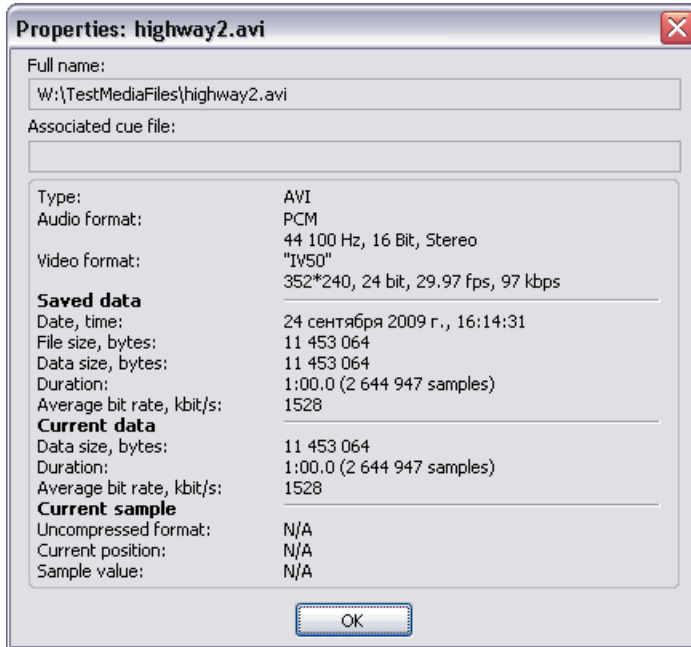 Properties: highway2.avi
Full name:
W:\TestMediaFiles\highway2.avi
Associated cue file:
Type: AVI
Audio format: PCM
44 100 Hz, 16 Bit, Stereo
Video format: "IV50"
352*240, 24 bit, 29.97 fps, 97 kbps
Saved data
Date, time: 24 сентября 2009 г., 16:14:31
File size, bytes: 11 453 064
Data size, bytes: 11 453 064
Duration: 1:00.0 (2 644 947 samples)
Average bit rate, kbit/s: 1528
Current data
Data size, bytes: 11 453 064
Duration: 1:00.0 (2 644 947 samples)
Average bit rate, kbit/s: 1528
Current sample
Uncompressed format: N/A
Current position: N/A
Sample value: N/A
OK